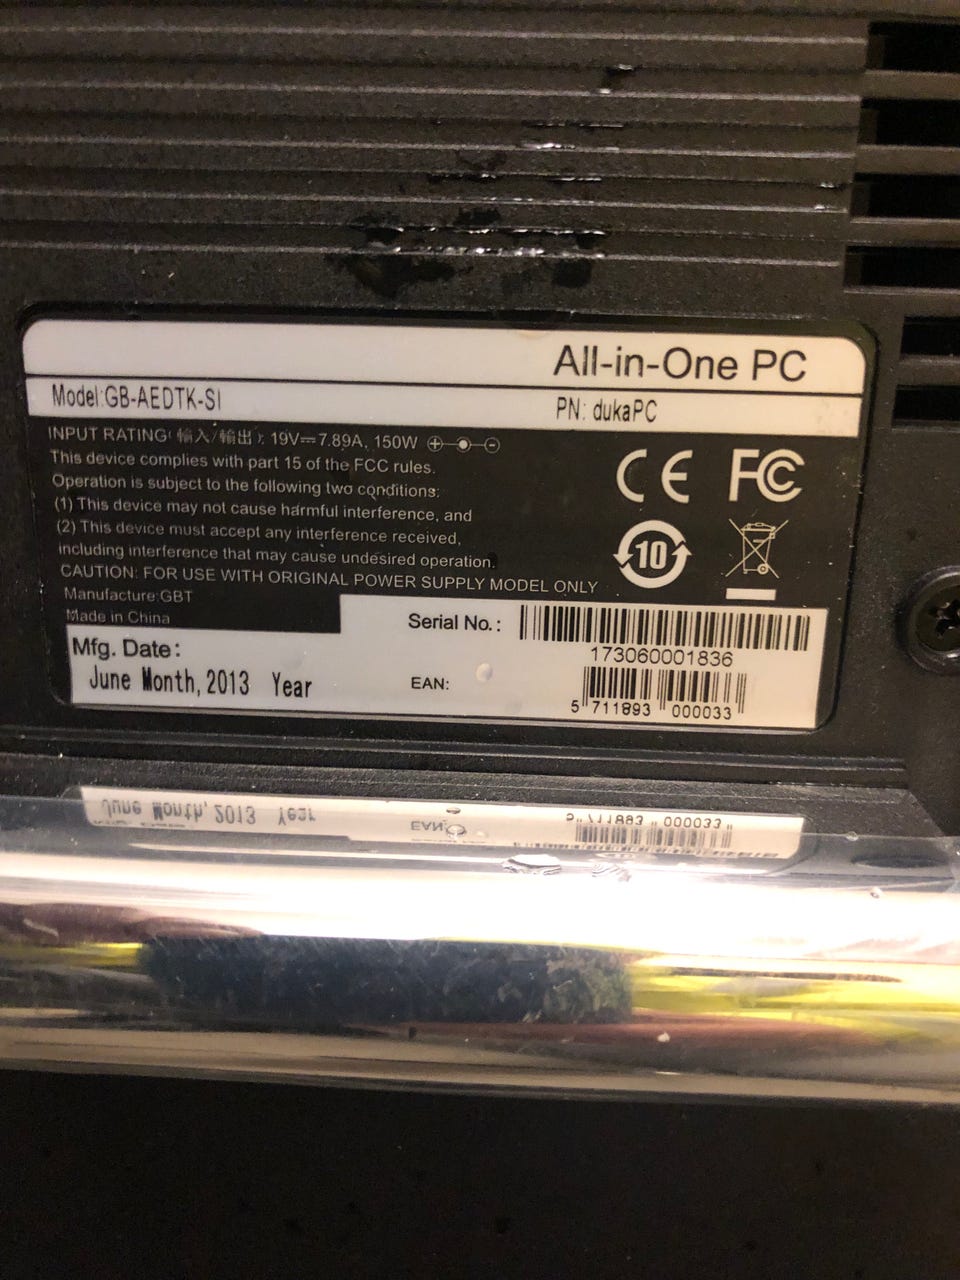 All-in-One PC
Model:GB-AEDTK-SI
PN: dukaPC
INPUT RATING( 輸入/輸出 ): 19V⎓7.89A, 150W
This device complies with part 15 of the FCC rules.
Operation is subject to the following two conditions:
(1) This device may not cause harmful interference, and
(2) This device must accept any interference received,
including interference that may cause undesired operation.
CAUTION: FOR USE WITH ORIGINAL POWER SUPPLY MODEL ONLY
Manufacture:GBT
Made in China
CE FC
10
Mfg. Date:
June Month, 2013 Year
Serial No.:
173060001836
EAN:
5 711893 000033